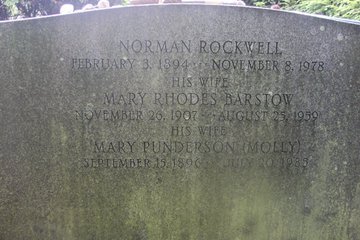 NORMAN ROCKWELL
FEBRUARY 3, 1894 · · · NOVEMBER 8, 1978
HIS WIFE
MARY RHODES BARSTOW
NOVEMBER 26, 1907 · · · AUGUST 25, 1959
HIS WIFE
MARY PUNDERSON (MOLLY)
SEPTEMBER 15, 1896 · · · JULY 20, 1985